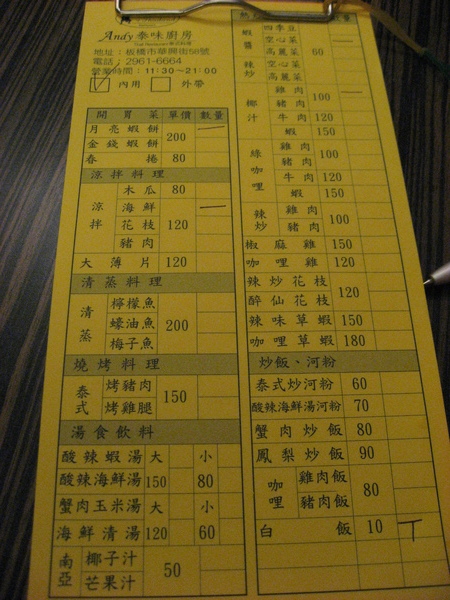 Andy 泰味廚房
地址：板橋市華興街58號
電話：2961-6664
營業時間：11:30~21:00
內用 外帶
開胃菜 單價 數量
月亮蝦餅 200 一
金錢蝦餅
春捲 80
涼拌料理
涼拌
木瓜 80
海鮮 120 一
花枝
豬肉
大薄片 120
清蒸料理
清蒸
檸檬魚 200
蠔油魚
梅子魚
燒烤料理
泰式
烤豬肉 150
烤雞腿
湯食飲料
酸辣蝦湯 大 小
酸辣海鮮湯 150 80
蟹肉玉米湯 大 小
海鮮清湯 120 60
南亞
椰子汁 50
芒果汁
量
蝦醬
四季豆 60
空心菜 一
高麗菜
辣炒
空心菜
高麗菜
椰汁
雞肉 100 一
豬肉
牛肉 120
蝦 150
綠咖哩
雞肉 100
豬肉
牛肉 120
蝦 150
辣炒
雞肉 100
豬肉
椒麻雞 150
咖哩雞 120
辣炒花枝 120
醉仙花枝
辣味草蝦 150
咖哩草蝦 180
炒飯、河粉
泰式炒河粉 60
酸辣海鮮湯河粉 70
蟹肉炒飯 80
鳳梨炒飯 90
咖哩
雞肉飯 80
豬肉飯
白飯 10 丅